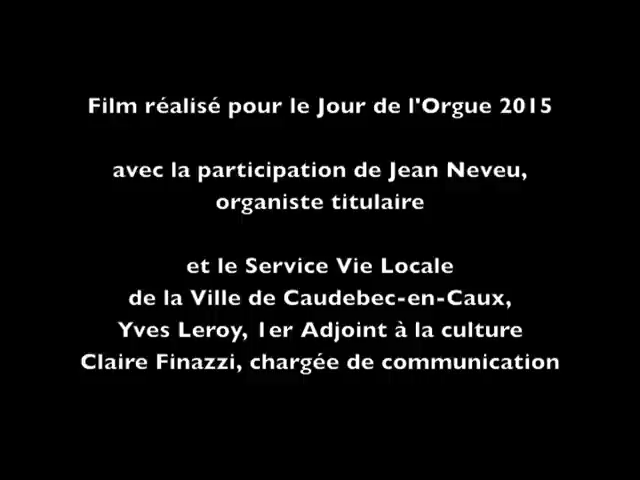 Film réalisé pour le Jour de l'Orgue 2015
avec la participation de Jean Neveu,
organiste titulaire
et le Service Vie Locale
de la Ville de Caudebec-en-Caux,
Yves Leroy, 1er Adjoint à la culture
Claire Finazzi, chargée de communication